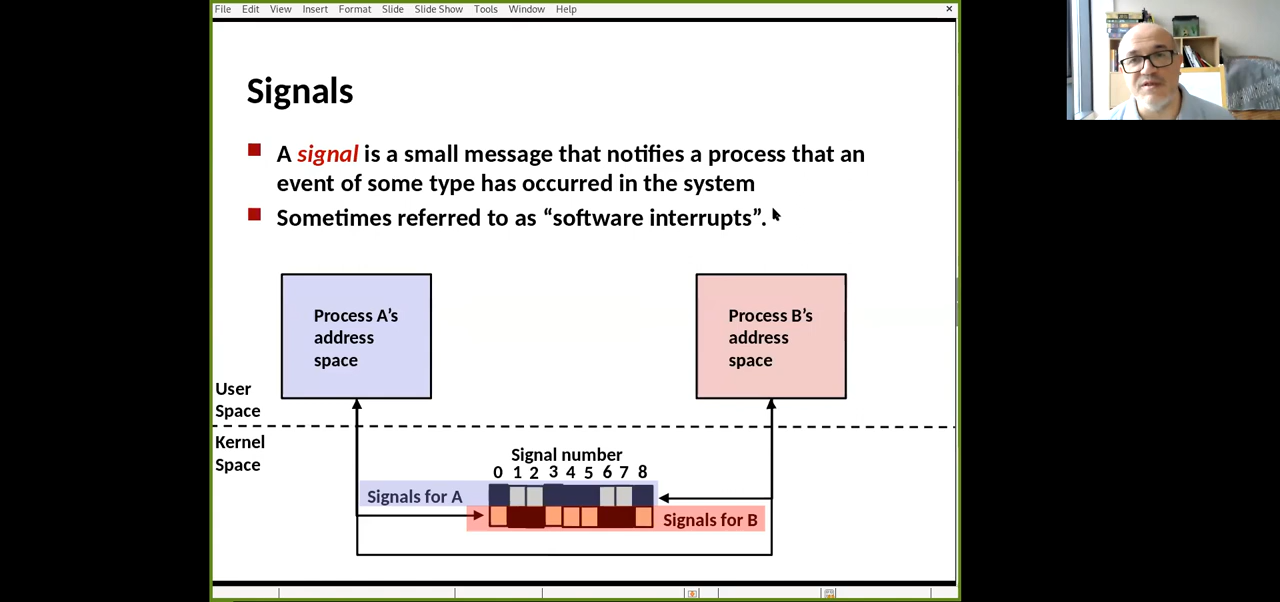 File Edit View Insert Format Slide Slide Show Tools Window Help
Signals
A signal is a small message that notifies a process that an
event of some type has occurred in the system
Sometimes referred to as “software interrupts”.
Process A’s
address
space
Process B’s
address
space
User
Space
Kernel
Space
Signal number
0 1 2 3 4 5 6 7 8
Signals for A
Signals for B